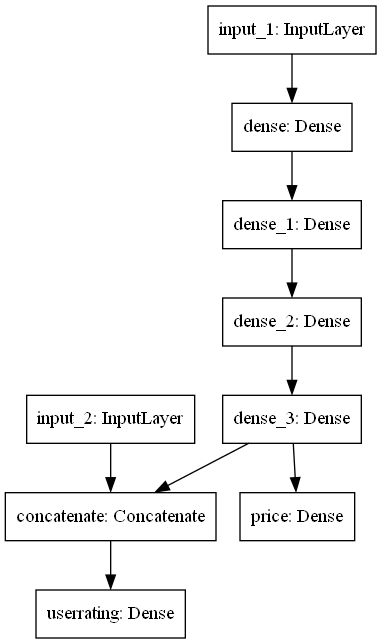 input_1: InputLayer
dense: Dense
dense_1: Dense
dense_2: Dense
input_2: InputLayer
dense_3: Dense
concatenate: Concatenate
price: Dense
userrating: Dense